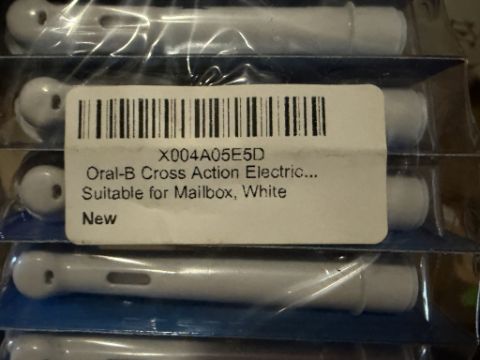 X004A05E5D
Oral-B Cross Action Electric...
Suitable for Mailbox, White
New